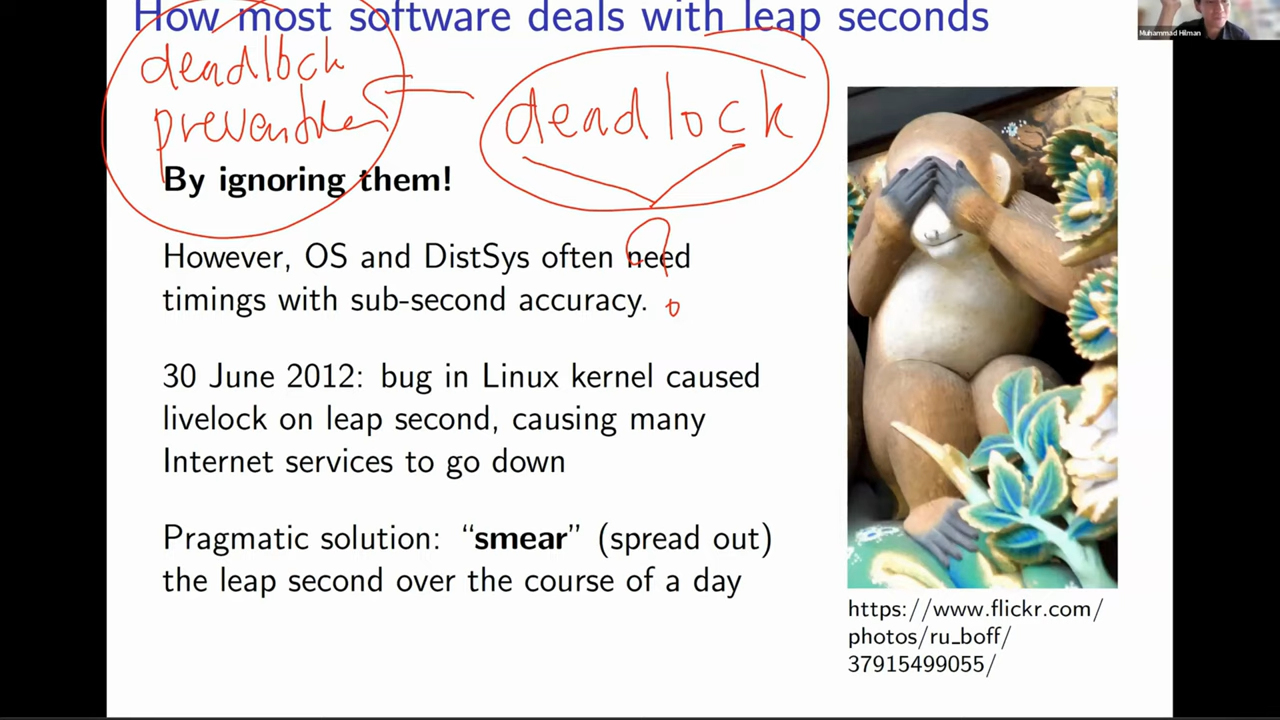 How most software deals with leap seconds
Muhammad Hilman
deadlock
prevention
deadlock
By ignoring them!
?
However, OS and DistSys often need
timings with sub-second accuracy.
30 June 2012: bug in Linux kernel caused
livelock on leap second, causing many
Internet services to go down
Pragmatic solution: “smear” (spread out)
the leap second over the course of a day
https://www.flickr.com/
photos/ru_boff/
37915499055/